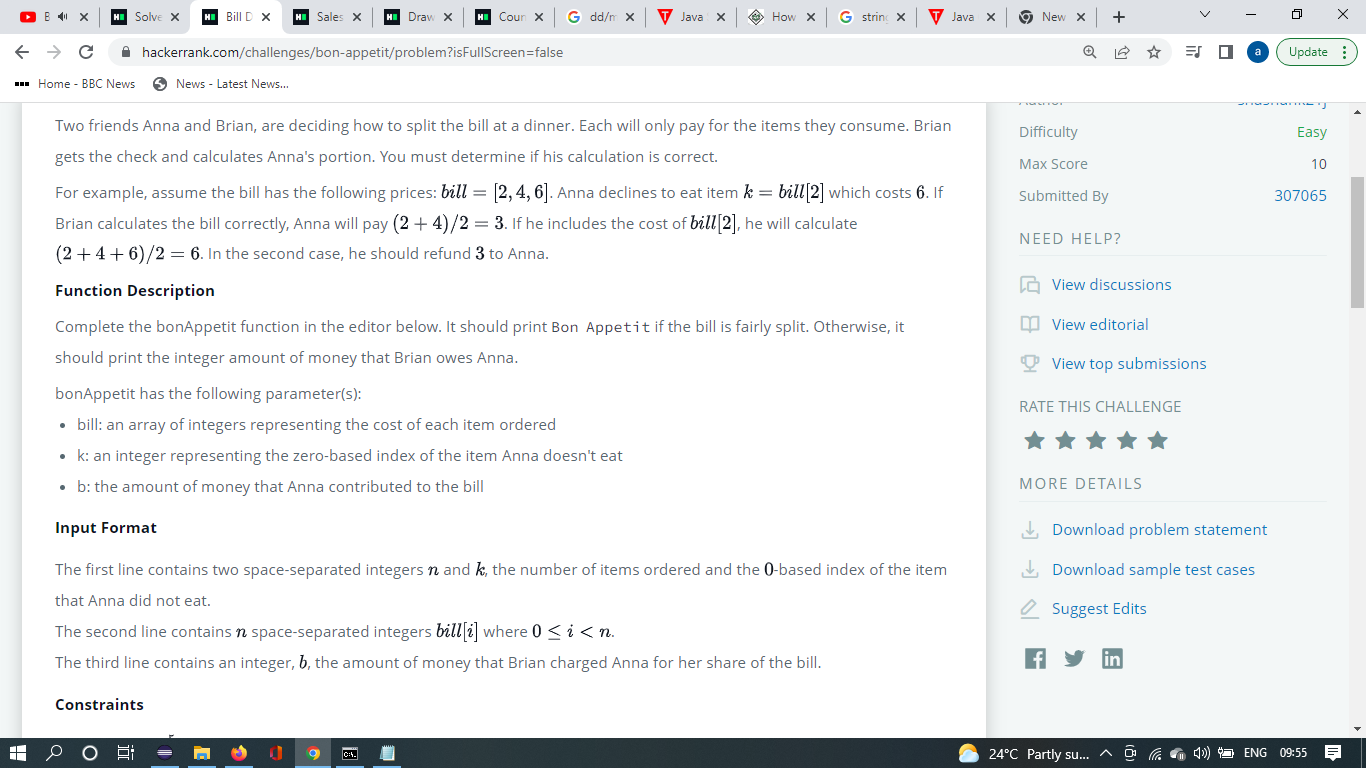 B
Solve
Bill D
Sales
Draw
Coun
dd/m
Java
How
string
Java
New
hackerrank.com/challenges/bon-appetit/problem?isFullScreen=false
a
Update
Home - BBC News
News - Latest News...
Two friends Anna and Brian, are deciding how to split the bill at a dinner. Each will only pay for the items they consume. Brian
gets the check and calculates Anna's portion. You must determine if his calculation is correct.
For example, assume the bill has the following prices: bill = [2, 4, 6]. Anna declines to eat item k = bill[2] which costs 6. If
Brian calculates the bill correctly, Anna will pay (2 + 4)/2 = 3. If he includes the cost of bill[2], he will calculate
(2 + 4 + 6)/2 = 6. In the second case, he should refund 3 to Anna.
Function Description
Complete the bonAppetit function in the editor below. It should print Bon Appetit if the bill is fairly split. Otherwise, it
should print the integer amount of money that Brian owes Anna.
bonAppetit has the following parameter(s):
• bill: an array of integers representing the cost of each item ordered
• k: an integer representing the zero-based index of the item Anna doesn't eat
• b: the amount of money that Anna contributed to the bill
Input Format
The first line contains two space-separated integers n and k, the number of items ordered and the 0-based index of the item
that Anna did not eat.
The second line contains n space-separated integers bill[i] where 0 ≤ i < n.
The third line contains an integer, b, the amount of money that Brian charged Anna for her share of the bill.
Constraints
Difficulty Easy
Max Score 10
Submitted By 307065
NEED HELP?
View discussions
View editorial
View top submissions
RATE THIS CHALLENGE
MORE DETAILS
Download problem statement
Download sample test cases
Suggest Edits
24°C Partly su...
ENG
09:55